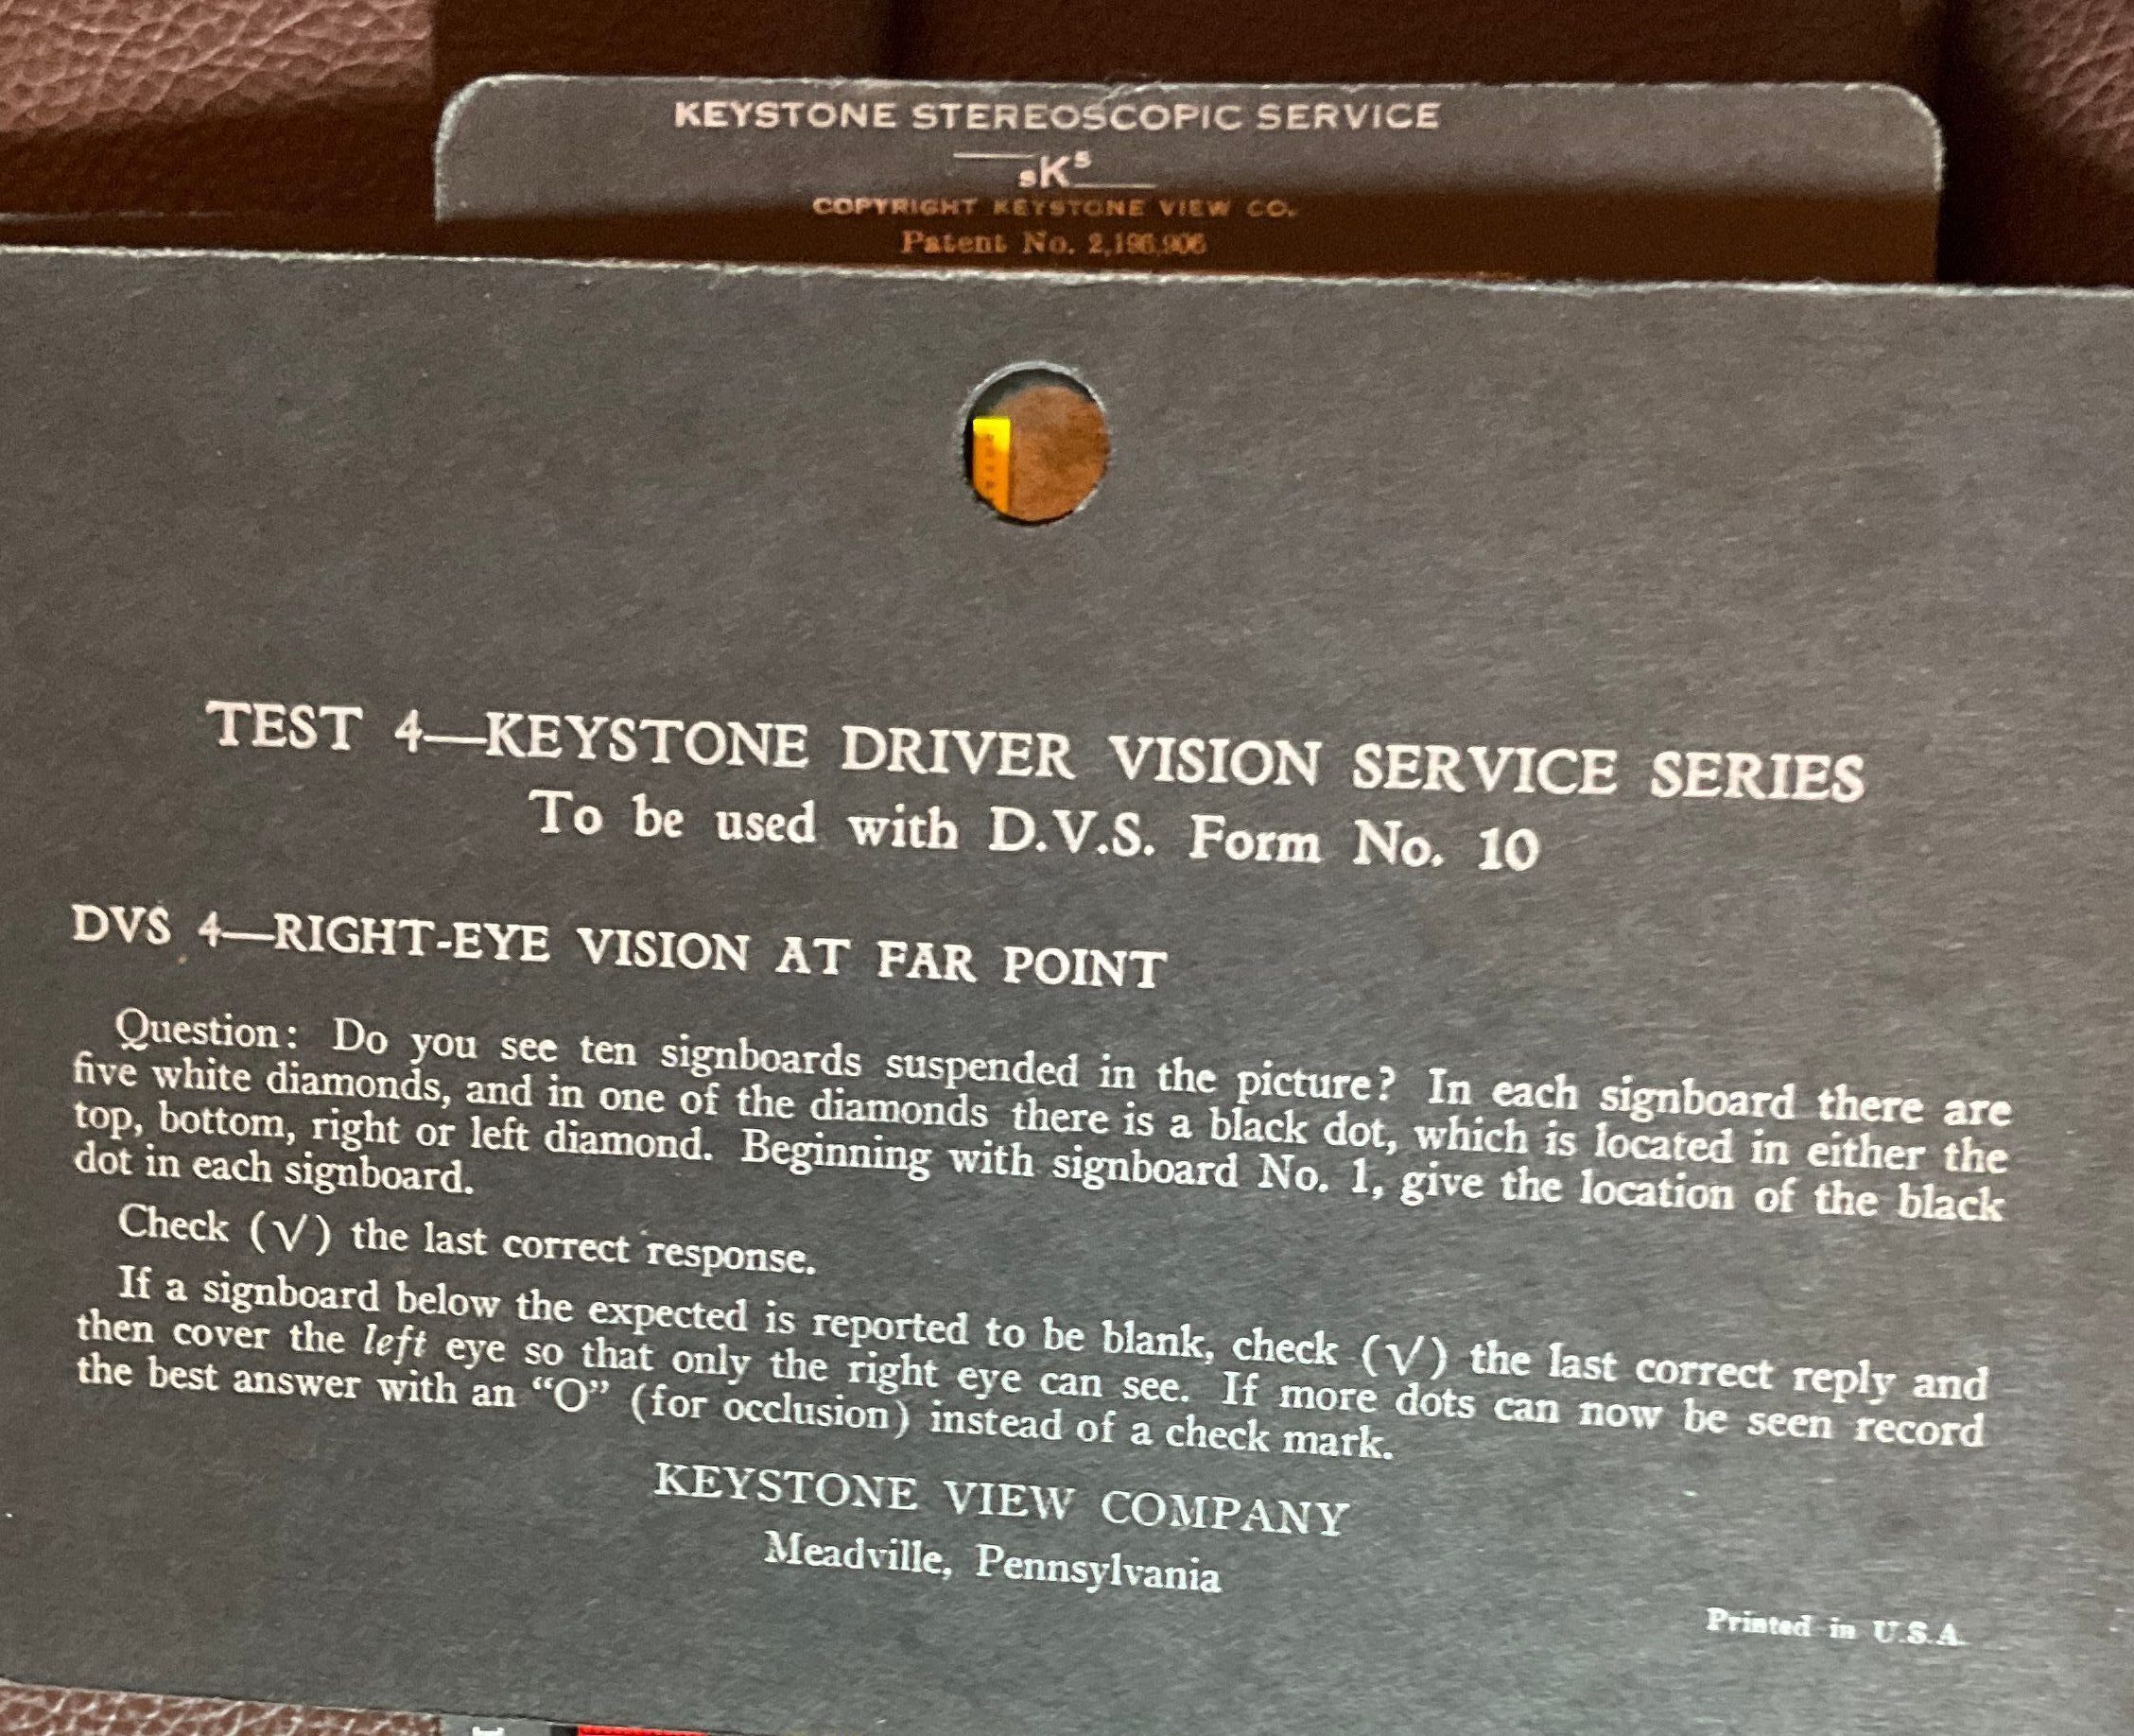 KEYSTONE STEREOSCOPIC SERVICE
sKs
COPYRIGHT KEYSTONE VIEW CO.
Patent No. 2,196,906
TEST 4—KEYSTONE DRIVER VISION SERVICE SERIES
To be used with D.V.S. Form No. 10
DVS 4—RIGHT-EYE VISION AT FAR POINT
Question: Do you see ten signboards suspended in the picture? In each signboard there are
five white diamonds, and in one of the diamonds there is a black dot, which is located in either the
top, bottom, right or left diamond. Beginning with signboard No. 1, give the location of the black
dot in each signboard.
Check (√) the last correct response.
If a signboard below the expected is reported to be blank, check (√) the last correct reply and
then cover the left eye so that only the right eye can see. If more dots can now be seen record
the best answer with an “O” (for occlusion) instead of a check mark.
KEYSTONE VIEW COMPANY
Meadville, Pennsylvania
Printed in U.S.A.